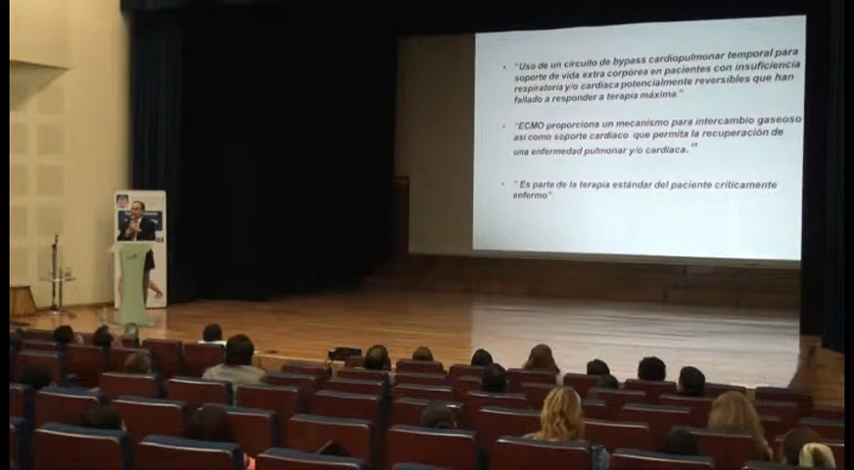 "Uso de un circuito de bypass cardiopulmonar temporal para
soporte de vida extra corpórea en pacientes con insuficiencia
respiratoria y/o cardiaca potencialmente reversibles que han
fallado a responder a terapia máxima."
"ECMO proporciona un mecanismo para intercambio gaseoso
así como soporte cardiaco que permita la recuperación de
una enfermedad pulmonar y/o cardiaca."
" Es parte de la terapia estándar del paciente críticamente
enfermo"